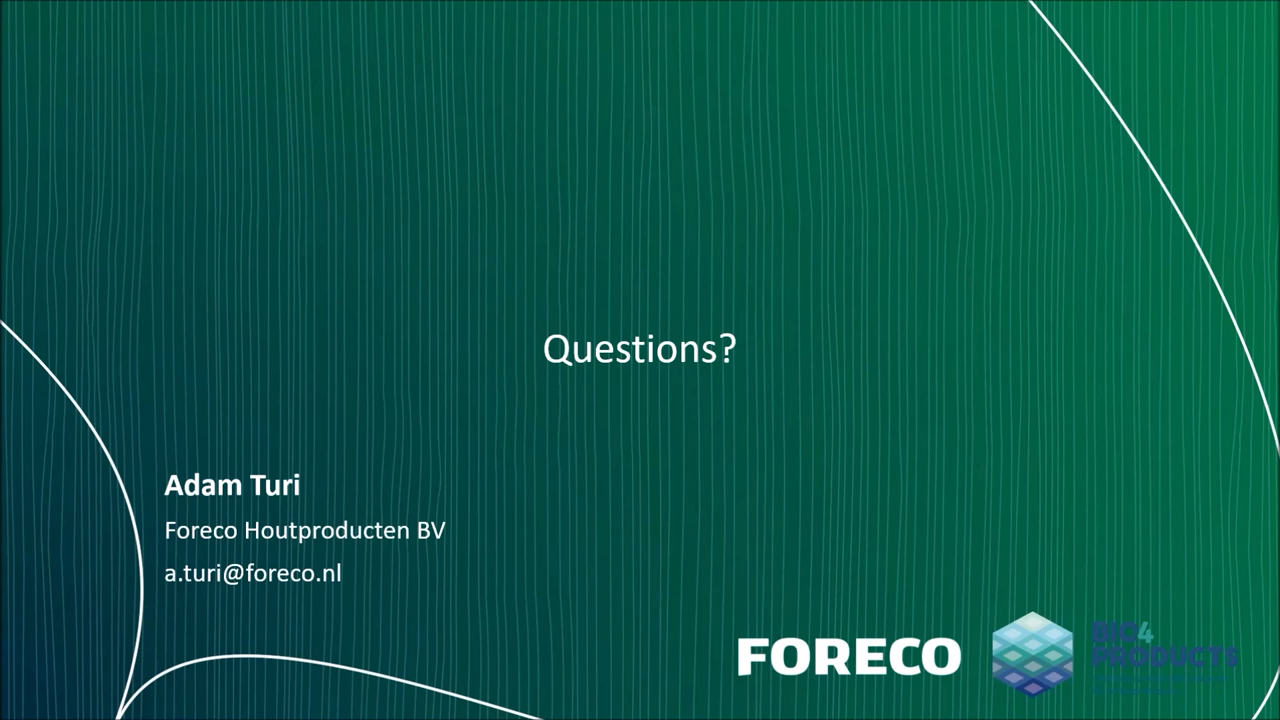 Questions?
Adam Turi
Foreco Houtproducten BV
a.turi@foreco.nl
FORECO
BIO4
PRODUCTS